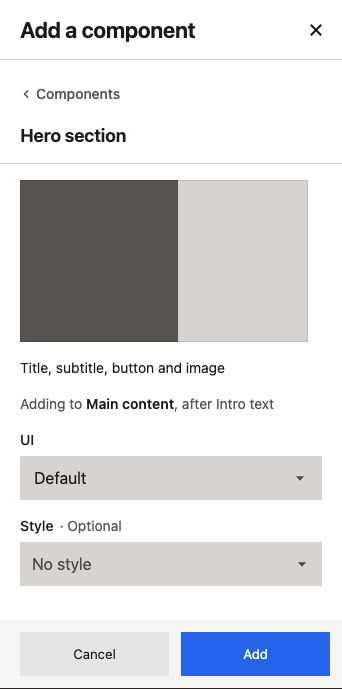 Add a component
Components
Hero section
Title, subtitle, button and image
Adding to Main content, after Intro text
UI
Default
Style · Optional
No style
Cancel
Add